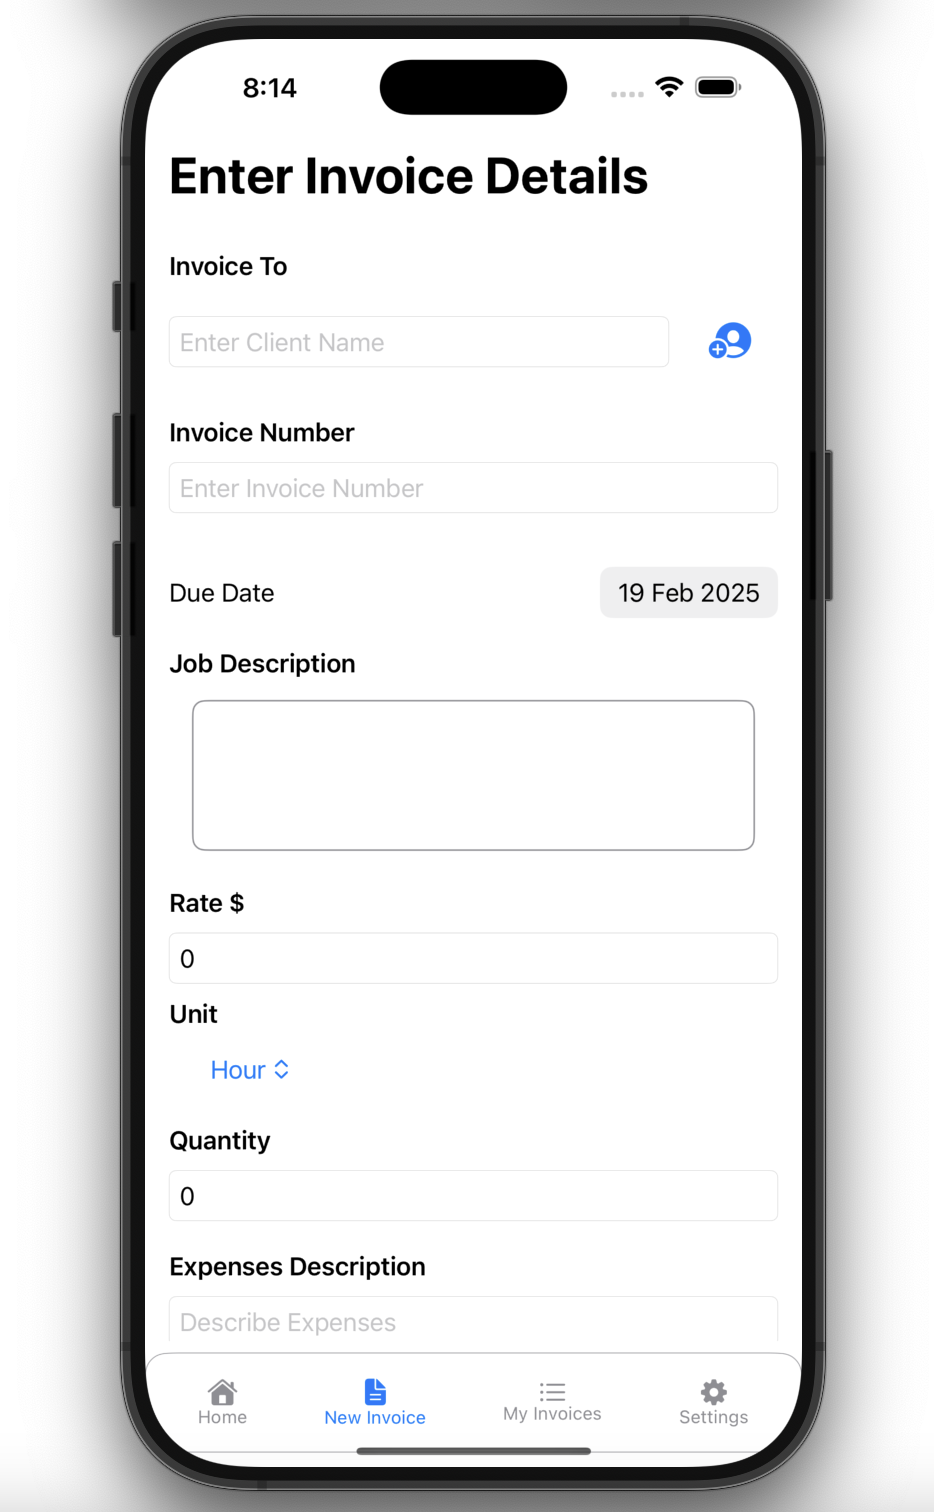 8:14
Enter Invoice Details
Invoice To
Enter Client Name
Invoice Number
Enter Invoice Number
Due Date 19 Feb 2025
Job Description
Rate $
0
Unit
Hour
Quantity
0
Expenses Description
Describe Expenses
Home New Invoice My Invoices Settings